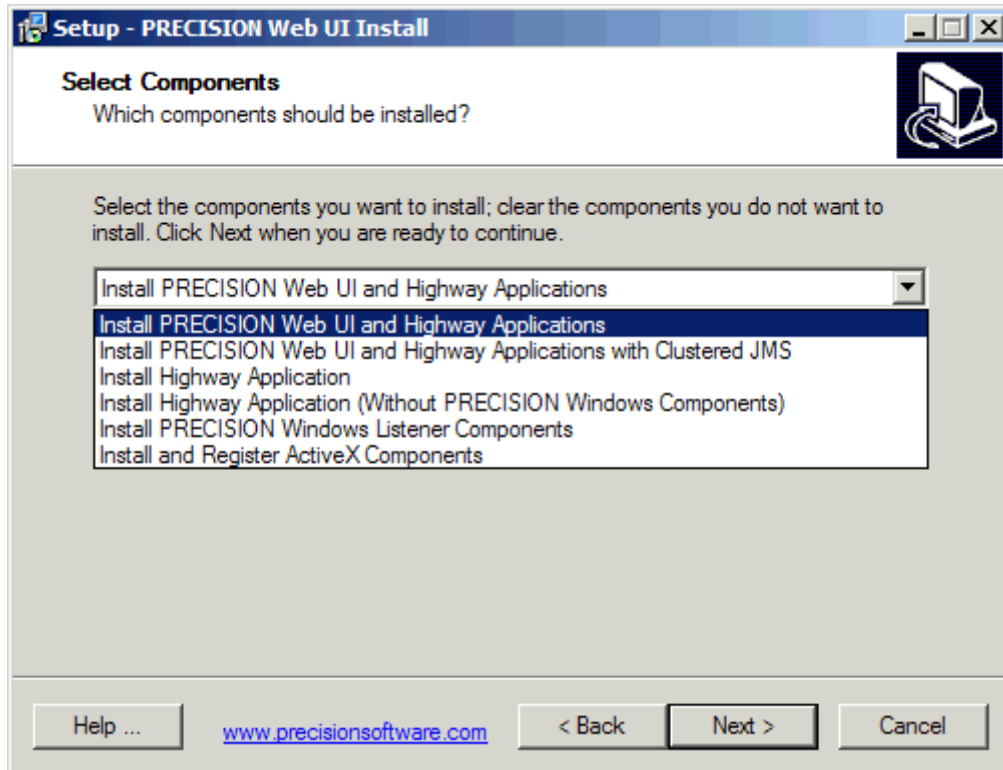 Setup - PRECISION Web UI Install
Select Components
Which components should be installed?
Select the components you want to install; clear the components you do not want to
install. Click Next when you are ready to continue.
Install PRECISION Web UI and Highway Applications
Install PRECISION Web UI and Highway Applications
Install PRECISION Web UI and Highway Applications with Clustered JMS
Install Highway Application
Install Highway Application (Without PRECISION Windows Components)
Install PRECISION Windows Listener Components
Install and Register ActiveX Components
Help ... www.precisionsoftware.com < Back Next > Cancel